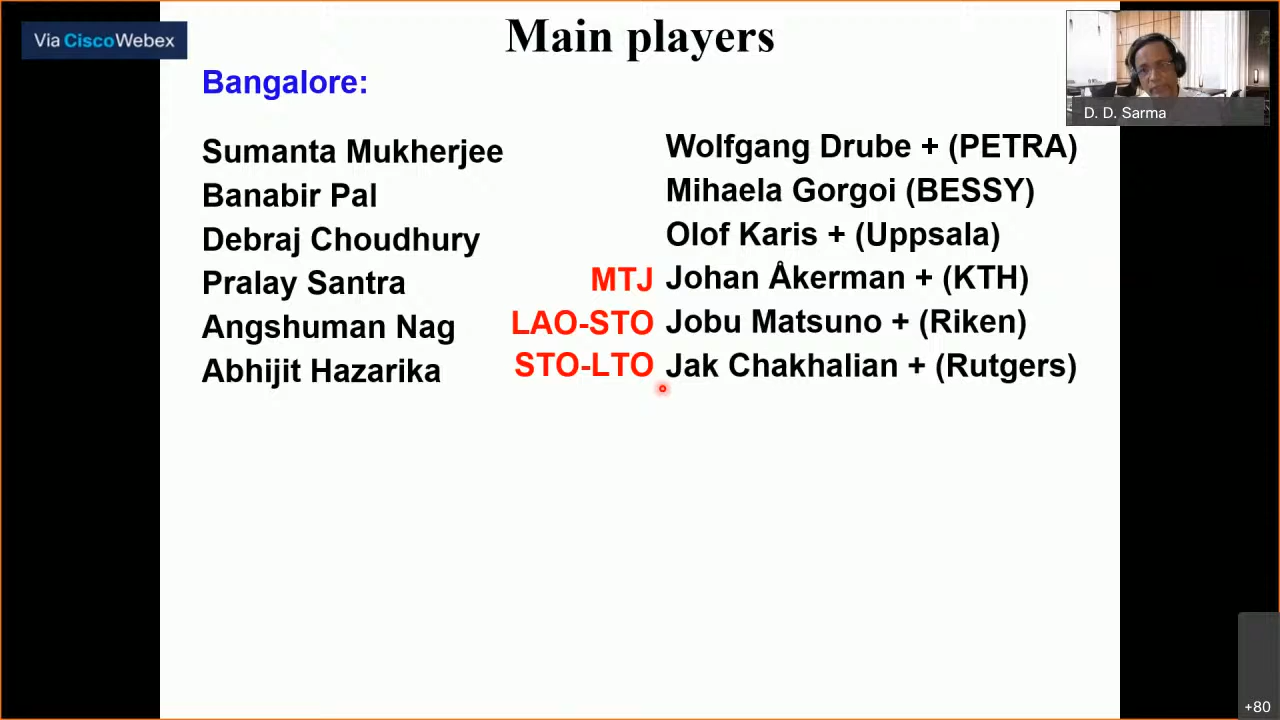 Via Cisco Webex
Main players
D. D. Sarma
Bangalore:
Sumanta Mukherjee
Banabir Pal
Debraj Choudhury
Pralay Santra
Angshuman Nag
Abhijit Hazarika
Wolfgang Drube + (PETRA)
Mihaela Gorgoi (BESSY)
Olof Karis + (Uppsala)
MTJ Johan Åkerman + (KTH)
LAO-STO Jobu Matsuno + (Riken)
STO-LTO Jak Chakhalian + (Rutgers)
+80